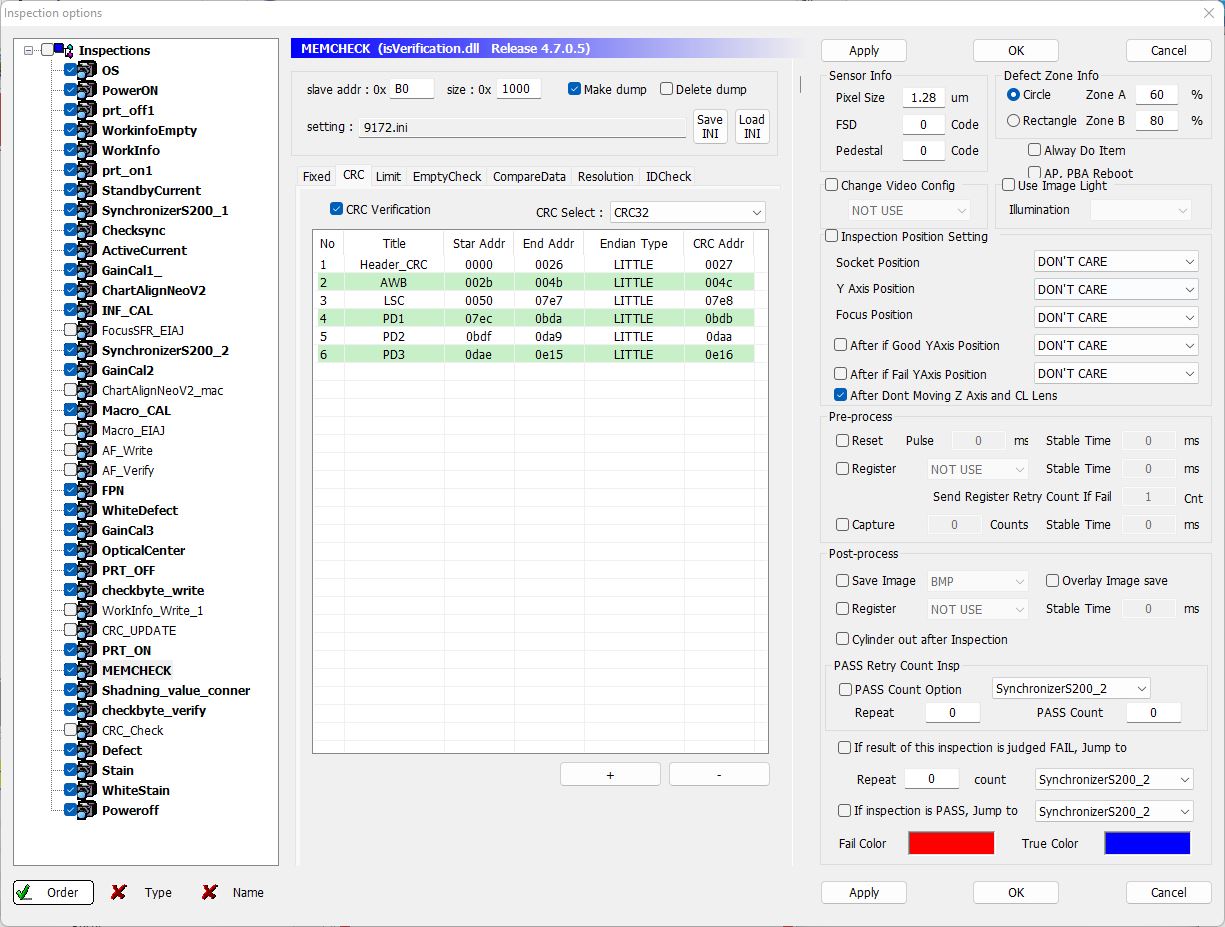 Inspection options
Inspections
OS
PowerON
prt_off1
WorkinfoEmpty
WorkInfo
prt_on1
StandbyCurrent
SynchronizerS200_1
Checksync
ActiveCurrent
GainCal1_
ChartAlignNeoV2
INF_CAL
FocusSFR_EIAJ
SynchronizerS200_2
GainCal2
ChartAlignNeoV2_mac
Macro_CAL
Macro_EIAJ
AF_Write
AF_Verify
FPN
WhiteDefect
GainCal3
OpticalCenter
PRT_OFF
checkbyte_write
WorkInfo_Write_1
CRC_UPDATE
PRT_ON
MEMCHECK
Shadning_value_conner
checkbyte_verify
CRC_Check
Defect
Stain
WhiteStain
Poweroff
Order Type Name
MEMCHECK (isVerification.dll Release 4.7.0.5)
slave addr : 0x B0 size : 0x 1000 Make dump Delete dump
setting : 9172.ini Save INI Load INI
Fixed CRC Limit EmptyCheck CompareData Resolution IDCheck
CRC Verification CRC Select : CRC32
No Title Star Addr End Addr Endian Type CRC Addr
1 Header_CRC 0000 0026 LITTLE 0027
2 AWB 002b 004b LITTLE 004c
3 LSC 0050 07e7 LITTLE 07e8
4 PD1 07ec 0bda LITTLE 0bdb
5 PD2 0bdf 0da9 LITTLE 0daa
6 PD3 0dae 0e15 LITTLE 0e16
+ -
Apply OK Cancel
Sensor Info
Pixel Size 1.28 um
FSD 0 Code
Pedestal 0 Code
Defect Zone Info
Circle Zone A 60 %
Rectangle Zone B 80 %
Alway Do Item
AP, PBA Reboot
Change Video Config
NOT USE
Use Image Light
Illumination
Inspection Position Setting
Socket Position DON'T CARE
Y Axis Position DON'T CARE
Focus Position DON'T CARE
After if Good YAxis Position DON'T CARE
After if Fail YAxis Position DON'T CARE
After Dont Moving Z Axis and CL Lens
Pre-process
Reset Pulse 0 ms Stable Time 0 ms
Register NOT USE Stable Time 0 ms
Send Register Retry Count If Fail 1 Cnt
Capture 0 Counts Stable Time 0 ms
Post-process
Save Image BMP Overlay Image save
Register NOT USE Stable Time 0 ms
Cylinder out after Inspection
PASS Retry Count Insp
PASS Count Option SynchronizerS200_2
Repeat 0 PASS Count 0
If result of this inspection is judged FAIL, Jump to
Repeat 0 count SynchronizerS200_2
If inspection is PASS, Jump to SynchronizerS200_2
Fail Color True Color
Apply OK Cancel